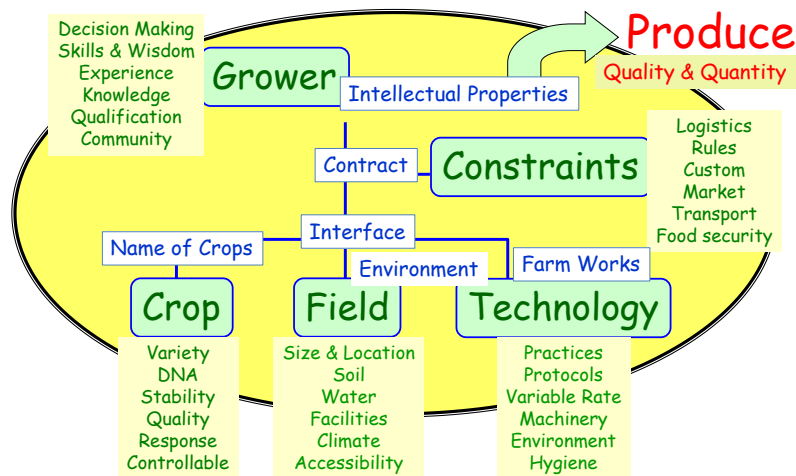 Decision Making
Skills & Wisdom
Experience
Knowledge
Qualification
Community
Grower
Intellectual Properties
Produce
Quality & Quantity
Contract
Constraints
Logistics
Rules
Custom
Market
Transport
Food security
Interface
Name of Crops
Environment
Farm Works
Crop
Variety
DNA
Stability
Quality
Response
Controllable
Field
Size & Location
Soil
Water
Facilities
Climate
Accessibility
Technology
Practices
Protocols
Variable Rate
Machinery
Environment
Hygiene